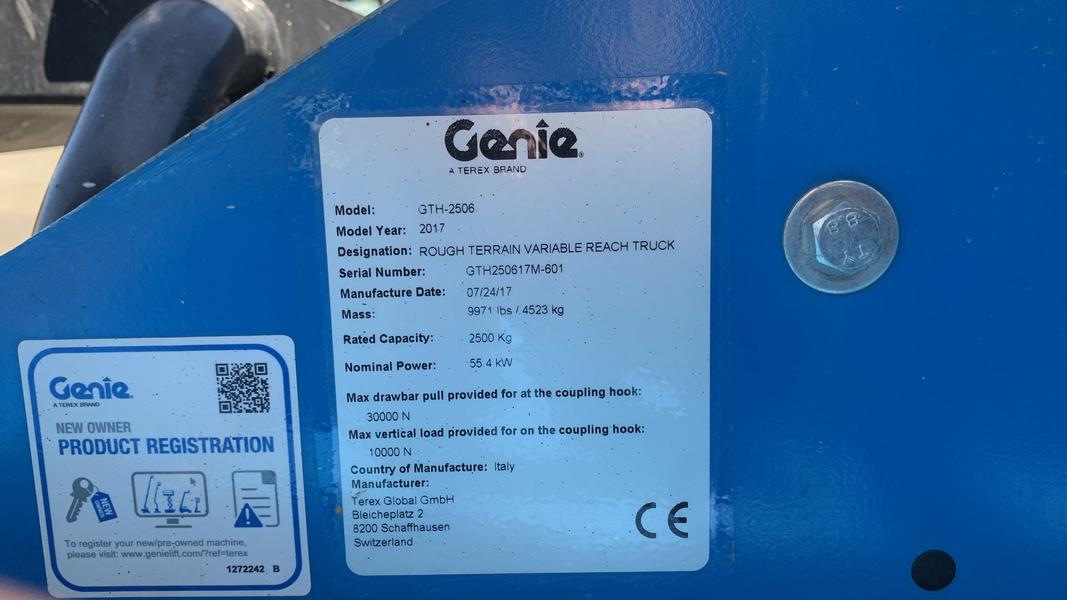 Genie®
A TEREX BRAND
Model: GTH-2506
Model Year: 2017
Designation: ROUGH TERRAIN VARIABLE REACH TRUCK
Serial Number: GTH250617M-601
Manufacture Date: 07/24/17
Mass: 9971 lbs / 4523 kg
Rated Capacity: 2500 Kg
Nominal Power: 55.4 kW
Max drawbar pull provided for at the coupling hook:
30000 N
Max vertical load provided for on the coupling hook:
10000 N
Country of Manufacture: Italy
Manufacturer:
Terex Global GmbH
Bleicheplatz 2
8200 Schaffhausen
Switzerland
CE
Genie
A TEREX BRAND
NEW OWNER
PRODUCT REGISTRATION
NEW
To register your new/pre-owned machine,
please visit: www.genielift.com/?ref=terex
1272242 B
8.8